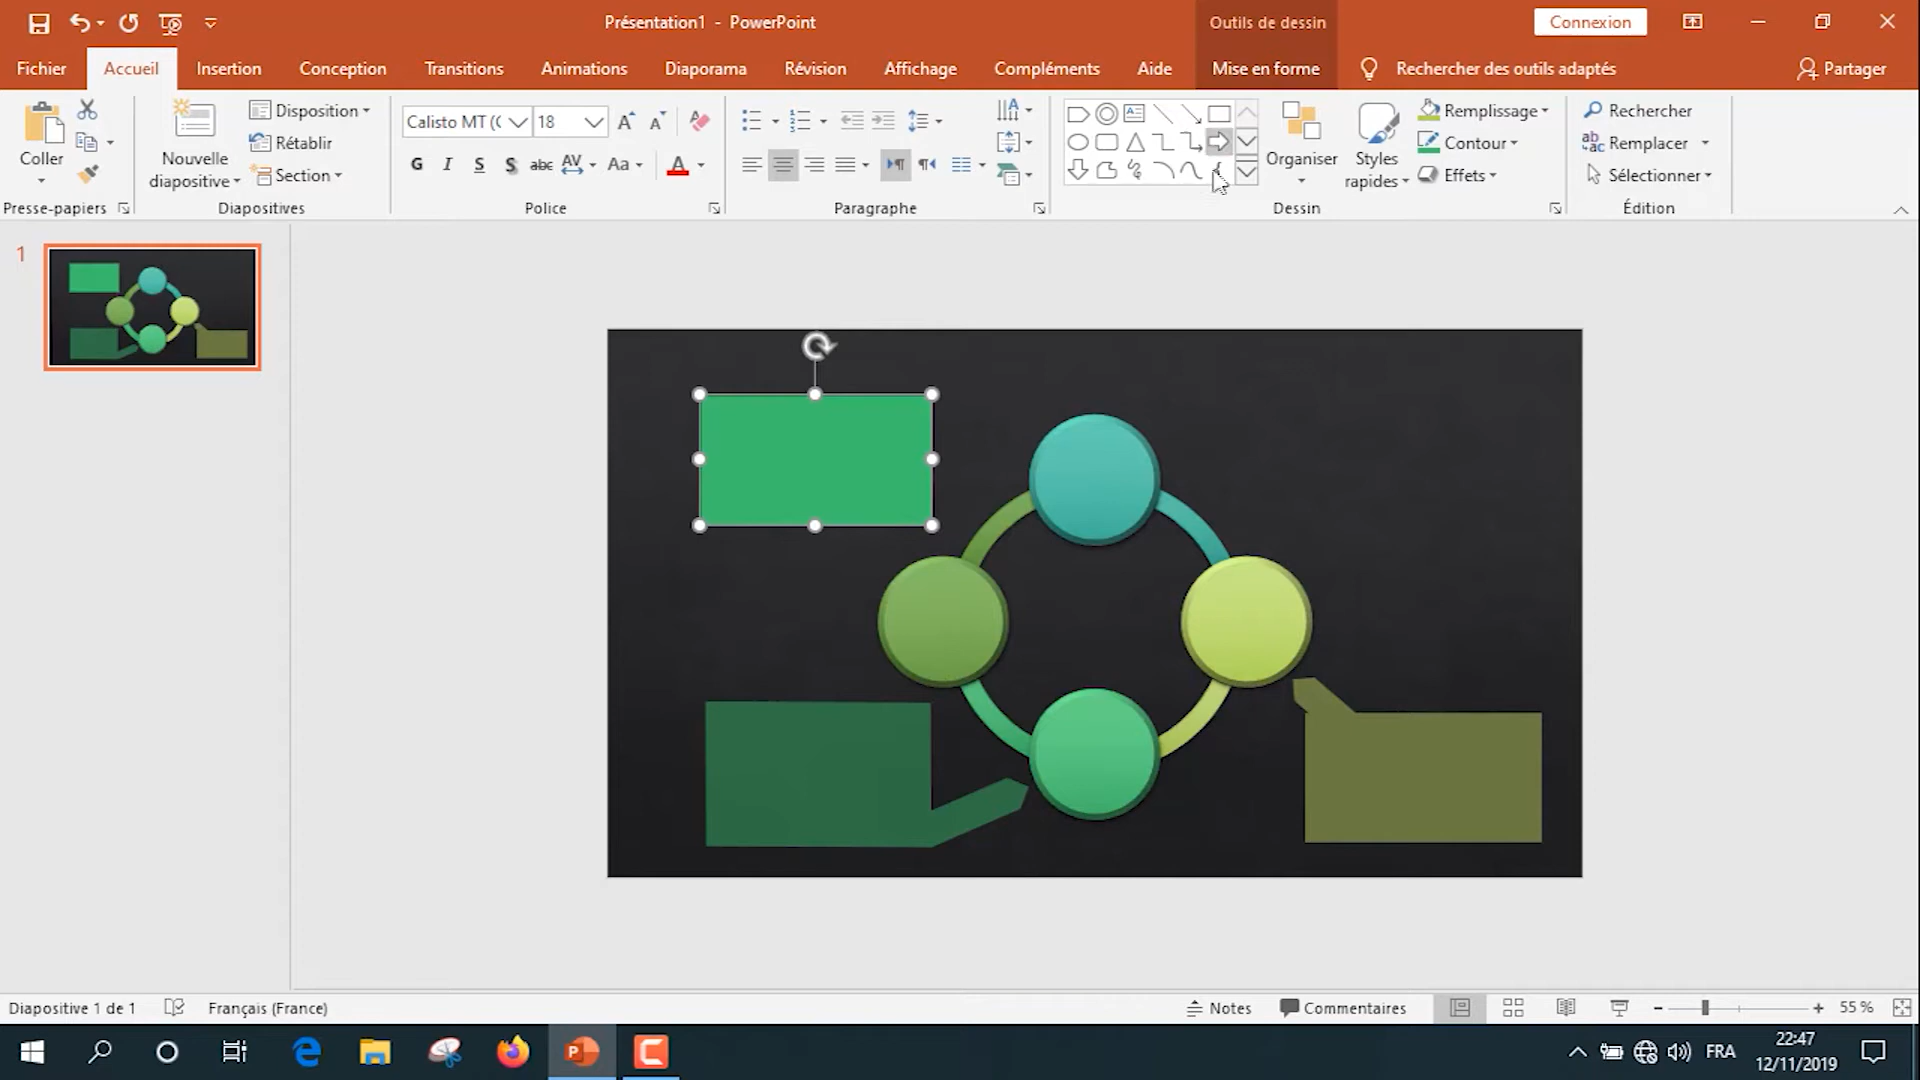 Présentation1 - PowerPoint
Outils de dessin
Connexion
Fichier
Accueil
Insertion
Conception
Transitions
Animations
Diaporama
Révision
Affichage
Compléments
Aide
Mise en forme
Rechercher des outils adaptés
Partager
Coller
Nouvelle
diapositive
Disposition
Rétablir
Section
Calisto MT (
18
G
I
S
S
abc
AV
Aa
A
Organiser
Styles
rapides
Remplissage
Contour
Effets
Rechercher
Remplacer
Sélectionner
Presse-papiers
Diapositives
Police
Paragraphe
Dessin
Édition
1
Diapositive 1 de 1
Français (France)
Notes
Commentaires
55 %
FRA
22:47
12/11/2019